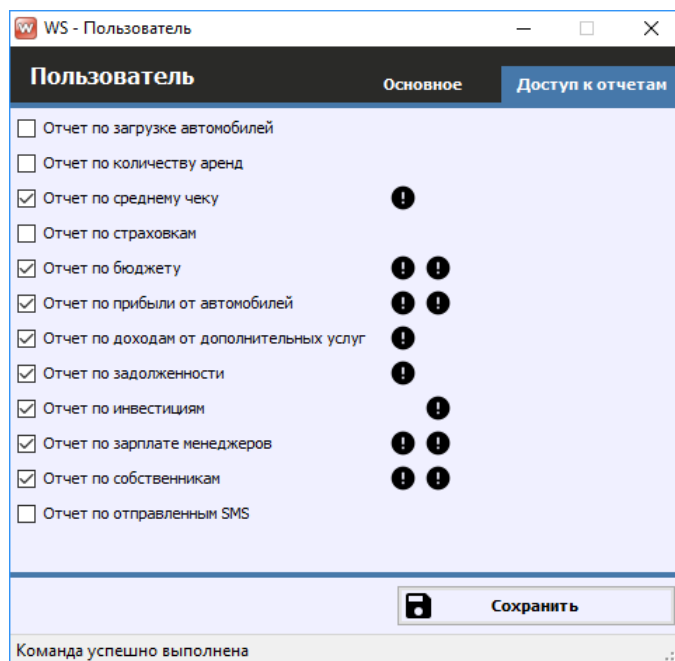 WS - Пользователь
Пользователь
Основное
Доступ к отчетам
Отчет по загрузке автомобилей
Отчет по количеству аренд
Отчет по среднему чеку
Отчет по страховкам
Отчет по бюджету
Отчет по прибыли от автомобилей
Отчет по доходам от дополнительных услуг
Отчет по задолженности
Отчет по инвестициям
Отчет по зарплате менеджеров
Отчет по собственникам
Отчет по отправленным SMS
Сохранить
Команда успешно выполнена